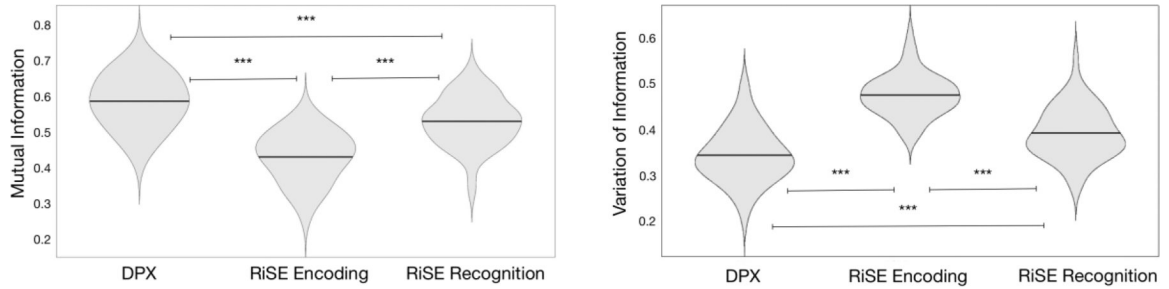 Mutual Information
0.8
0.7
0.6
0.5
0.4
0.3
0.2
***
***
***
DPX
RiSE Encoding
RiSE Recognition
Variation of Information
0.6
0.5
0.4
0.3
0.2
***
***
***
DPX
RiSE Encoding
RiSE Recognition